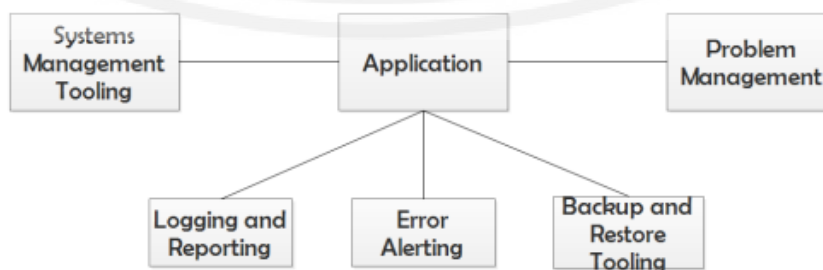 Systems
Management
Tooling
Application
Problem
Management
Logging and
Reporting
Error
Alerting
Backup and
Restore
Tooling